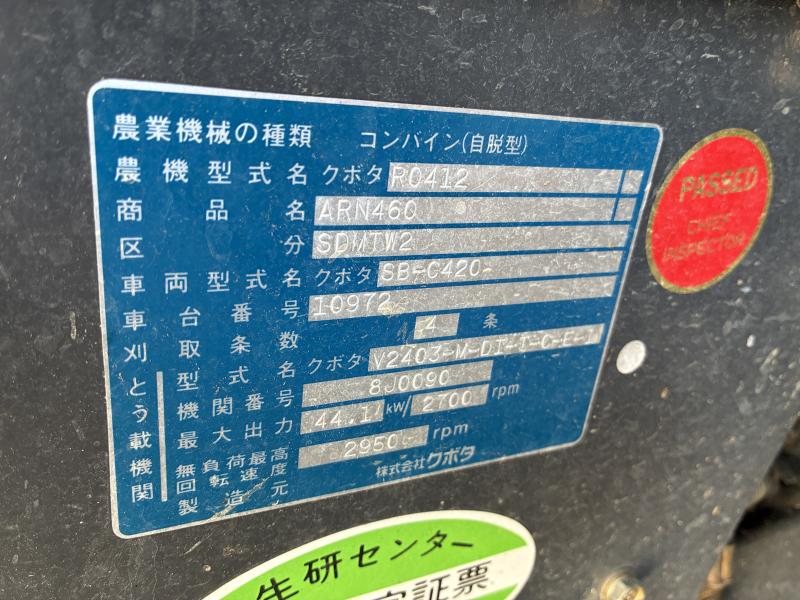 農業機械の種類 コンバイン(自脱型)
農機型式名 クボタ RO412
商品名 ARN460
区分 SDMTW2
車両型式名 クボタ SB-C420-
車台番号 10972
刈取条数 4 条
とう載機関
型式名 クボタ V2403-M-DI-T-C-E-1
機関番号 8J0090
最大出力 44.1 kW/ 2700 rpm
無負荷最高回転速度 2950 rpm
製造元 株式会社クボタ
PASSED
CHIEF
INSPECTOR
生研センター
証票